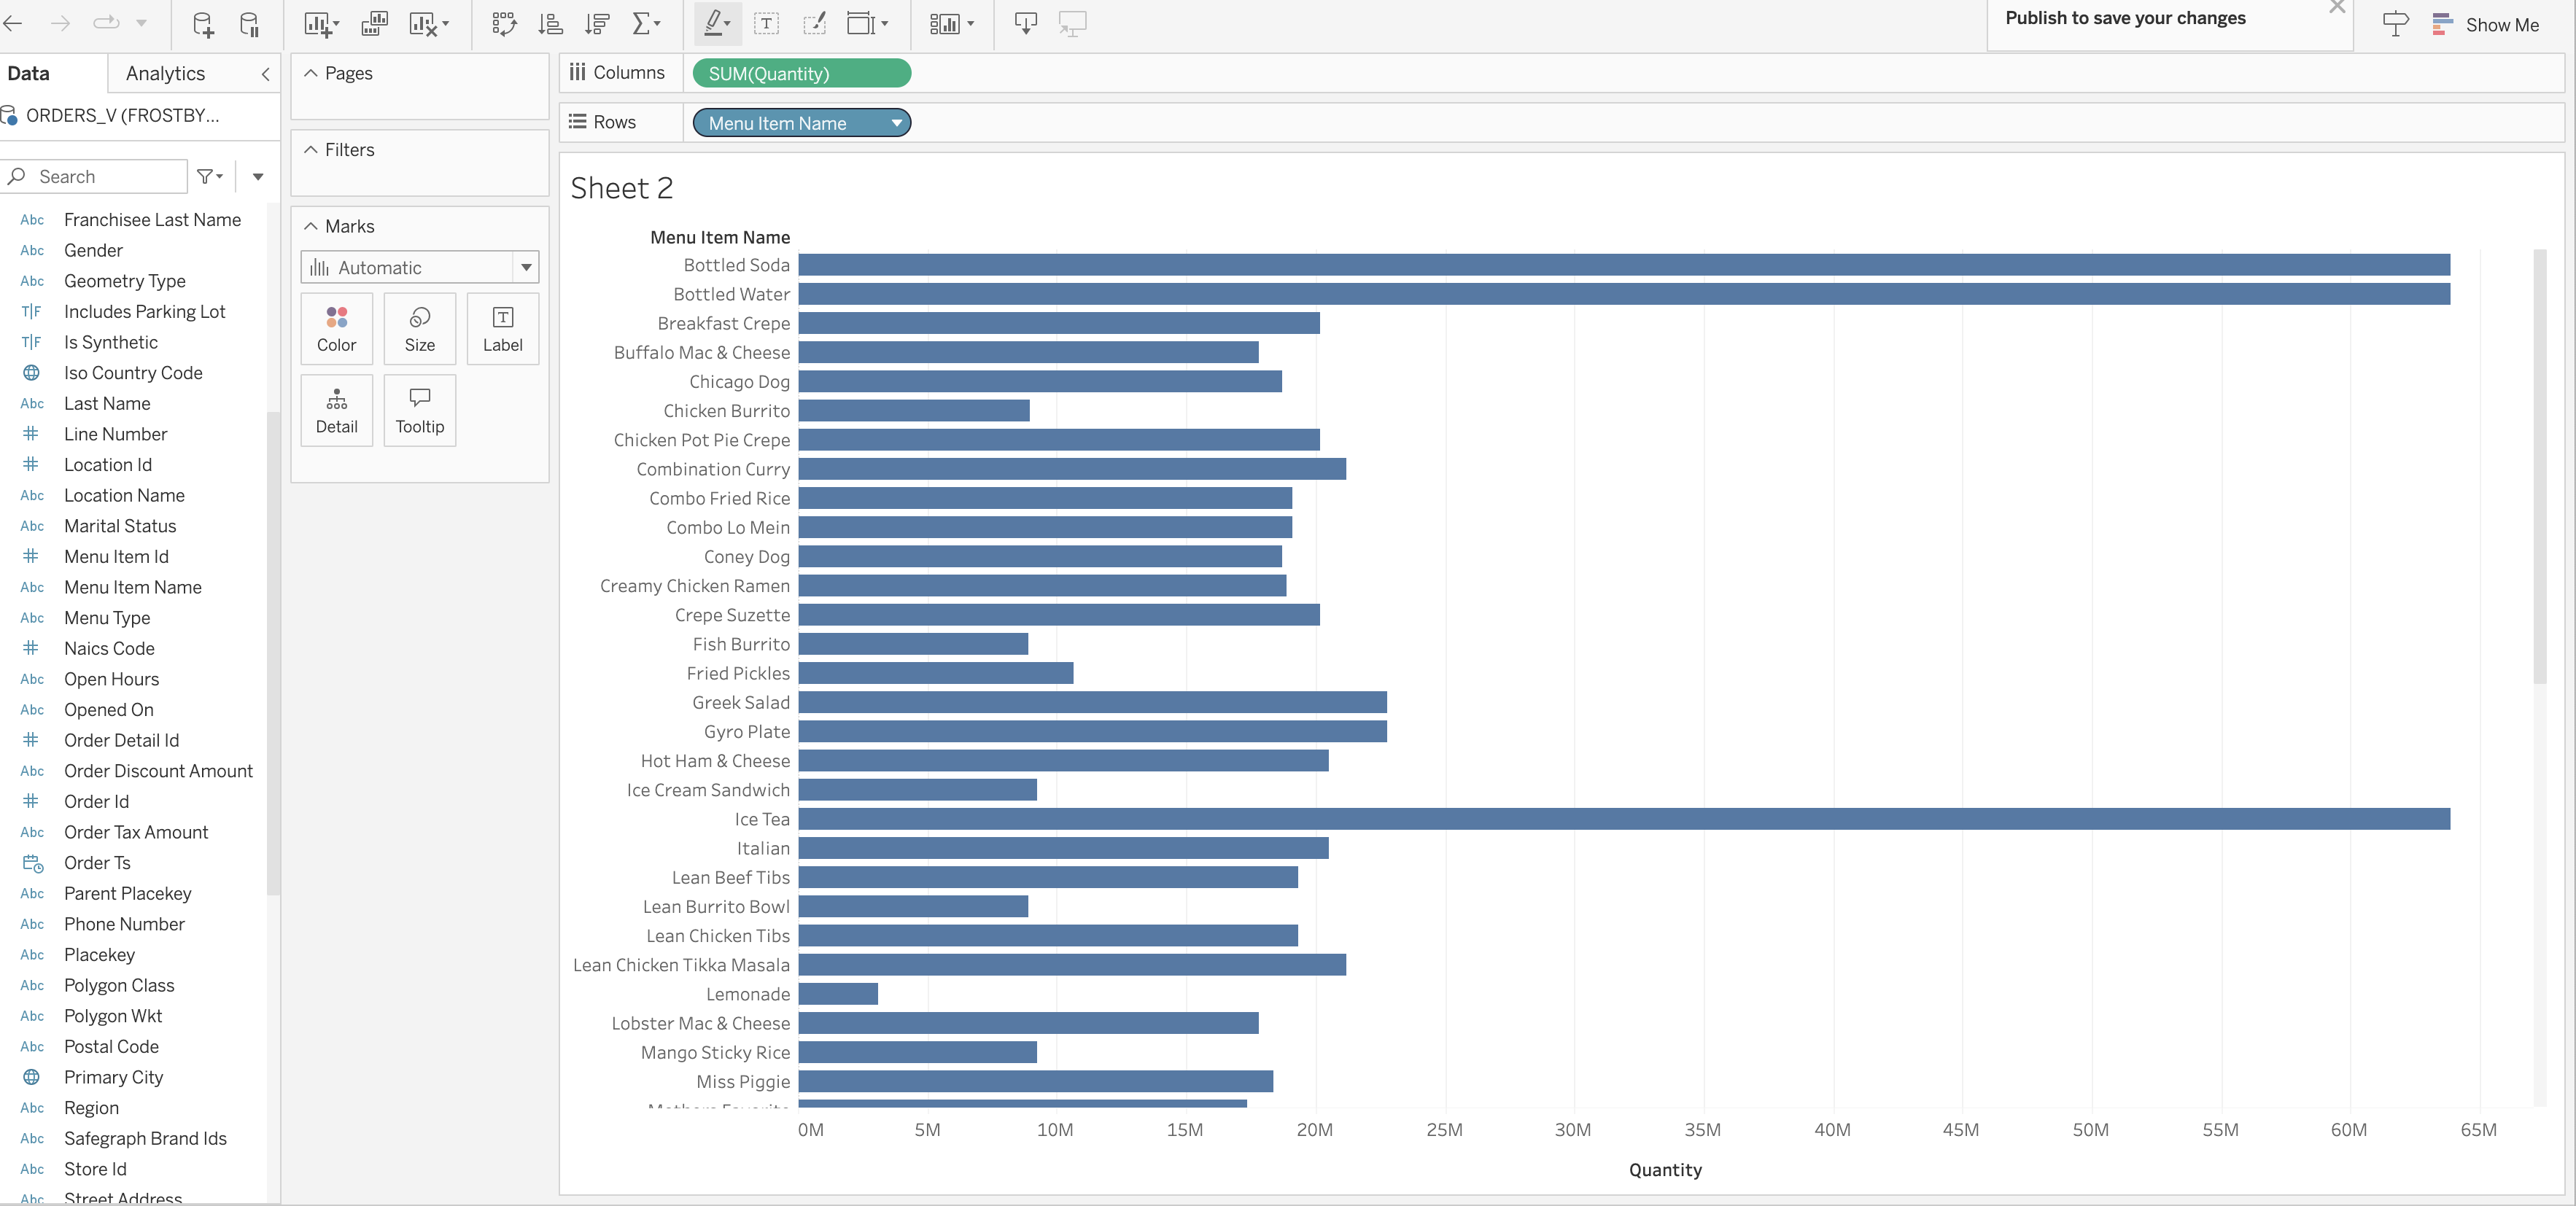 Publish to save your changes
Show Me
Data
Analytics
ORDERS_V (FROSTBY...
Search
Abc Franchisee Last Name
Abc Gender
Abc Geometry Type
T|F Includes Parking Lot
T|F Is Synthetic
Iso Country Code
Abc Last Name
# Line Number
# Location Id
Abc Location Name
Abc Marital Status
# Menu Item Id
Abc Menu Item Name
Abc Menu Type
# Naics Code
Abc Open Hours
Abc Opened On
# Order Detail Id
Abc Order Discount Amount
# Order Id
Abc Order Tax Amount
Order Ts
Abc Parent Placekey
Abc Phone Number
Abc Placekey
Abc Polygon Class
Abc Polygon Wkt
Abc Postal Code
Primary City
Abc Region
Abc Safegraph Brand Ids
Abc Store Id
Abc Street Address
Pages
Filters
Marks
Automatic
Color Size Label
Detail Tooltip
Columns SUM(Quantity)
Rows Menu Item Name
Sheet 2
Menu Item Name
Bottled Soda
Bottled Water
Breakfast Crepe
Buffalo Mac & Cheese
Chicago Dog
Chicken Burrito
Chicken Pot Pie Crepe
Combination Curry
Combo Fried Rice
Combo Lo Mein
Coney Dog
Creamy Chicken Ramen
Crepe Suzette
Fish Burrito
Fried Pickles
Greek Salad
Gyro Plate
Hot Ham & Cheese
Ice Cream Sandwich
Ice Tea
Italian
Lean Beef Tibs
Lean Burrito Bowl
Lean Chicken Tibs
Lean Chicken Tikka Masala
Lemonade
Lobster Mac & Cheese
Mango Sticky Rice
Miss Piggie
0M 5M 10M 15M 20M 25M 30M 35M 40M 45M 50M 55M 60M 65M
Quantity